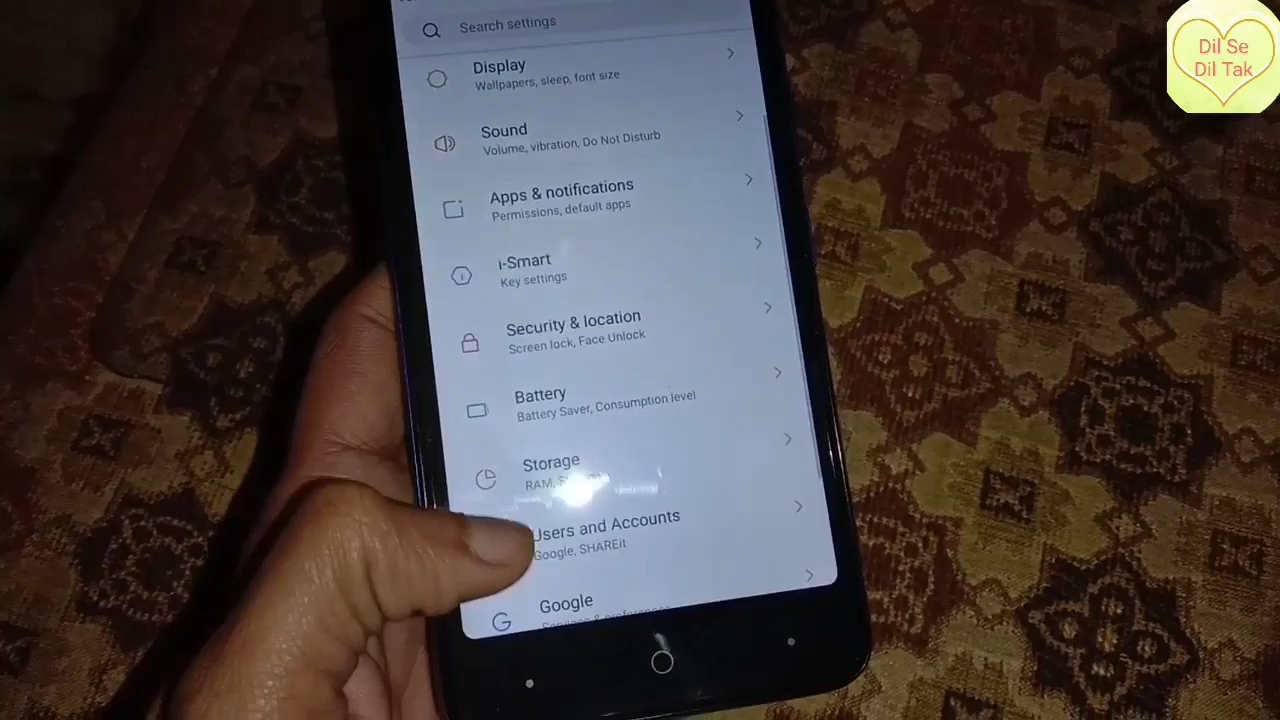 Search settings
Dil Se
Dil Tak
Display
Wallpapers, sleep, font size
Sound
Volume, vibration, Do Not Disturb
Apps & notifications
Permissions, default apps
i-Smart
Key settings
Security & location
Screen lock, Face Unlock
Battery
Battery Saver, Consumption level
Storage
RAM,
Users and Accounts
Google, SHAREit
Google
Services & preferences